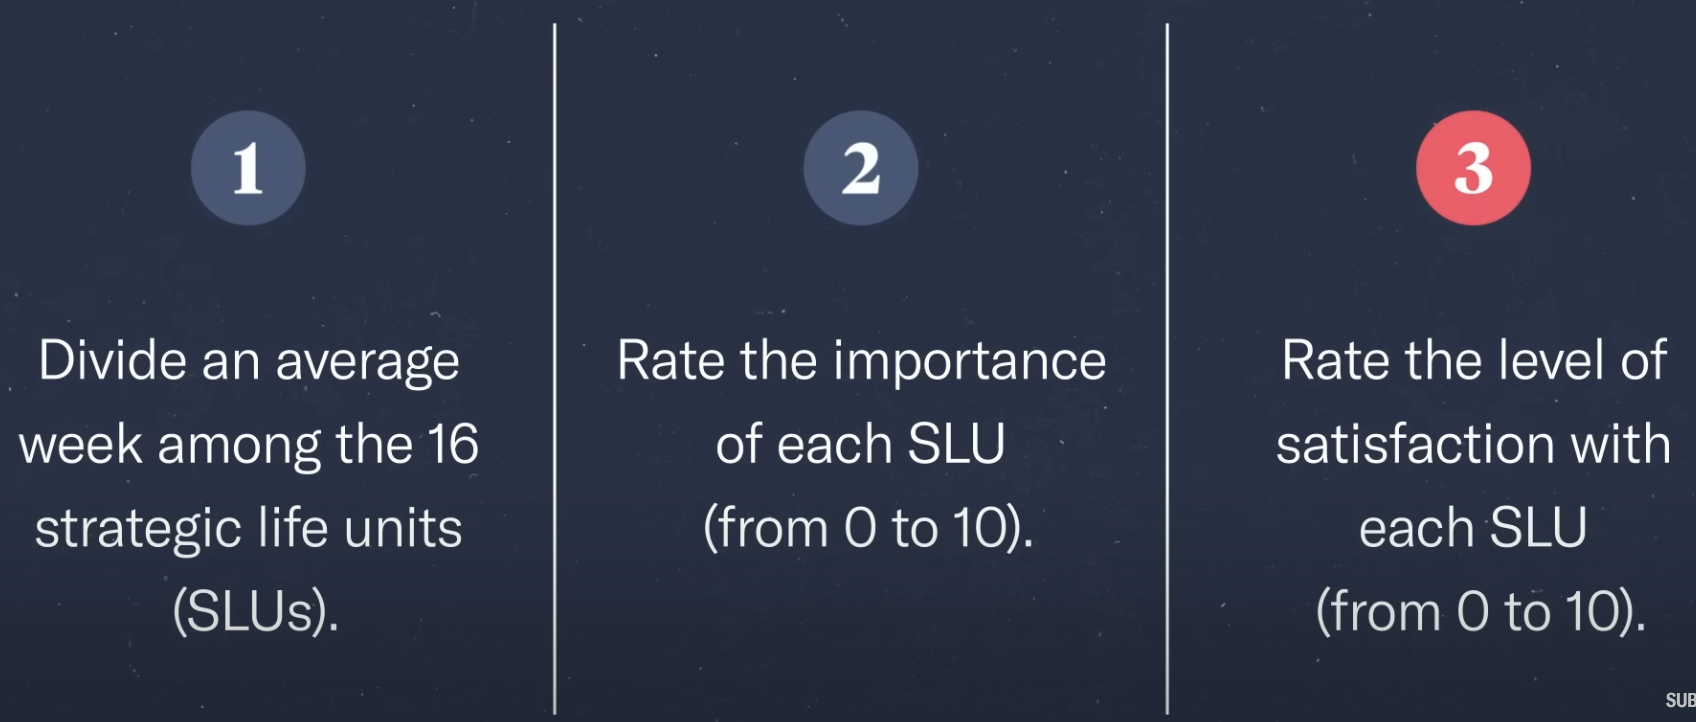 1
Divide an average
week among the 16
strategic life units
(SLUs).
2
Rate the importance
of each SLU
(from 0 to 10).
3
Rate the level of
satisfaction with
each SLU
(from 0 to 10).
SUB